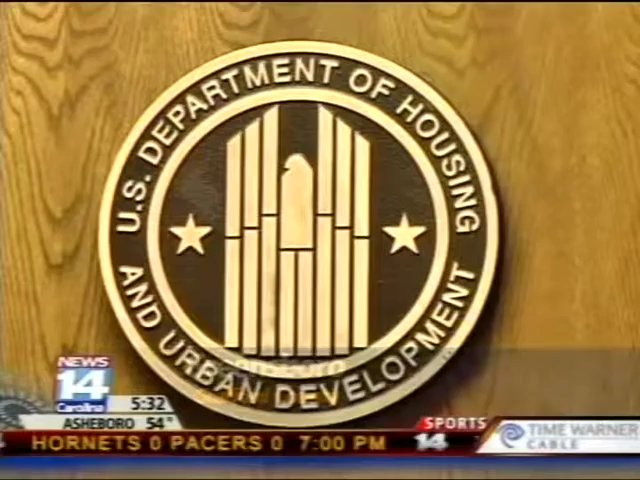 U.S. DEPARTMENT OF HOUSING
AND URBAN DEVELOPMENT
NEWS
14
Carolina
5:32
ASHEBORO 54°
HORNETS 0 PACERS 0 7:00 PM
SPORTS
14
TIME WARNER
CABLE